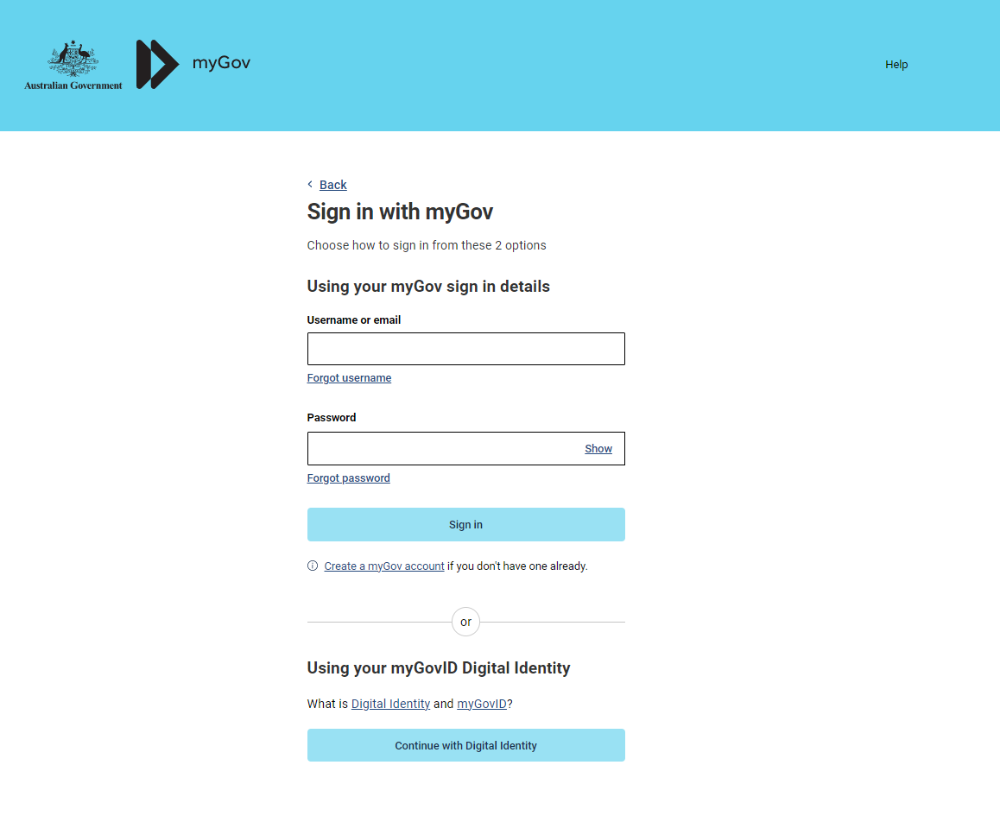 Australian Government
myGov
Help
Back
Sign in with myGov
Choose how to sign in from these 2 options
Using your myGov sign in details
Username or email
Forgot username
Password
Show
Forgot password
Sign in
Create a myGov account if you don't have one already.
or
Using your myGovID Digital Identity
What is Digital Identity and myGovID?
Continue with Digital Identity